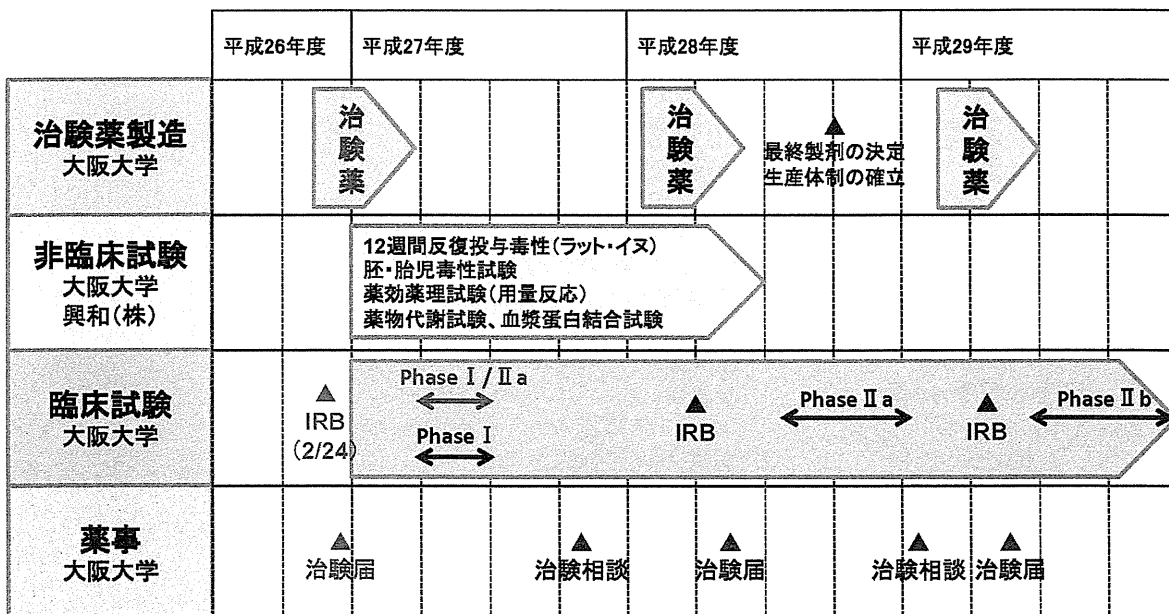 平成26年度
平成27年度
平成28年度
平成29年度
治験薬製造
大阪大学
治験薬
治験薬
▲
最終製剤の決定
生産体制の確立
治験薬
非臨床試験
大阪大学
興和(株)
12週間反復投与毒性(ラット・イヌ)
胚・胎児毒性試験
薬効薬理試験(用量反応)
薬物代謝試験、血漿蛋白結合試験
臨床試験
大阪大学
▲
IRB
(2/24)
Phase Ⅰ/Ⅱa
Phase Ⅰ
▲
IRB
Phase Ⅱa
▲
IRB
Phase Ⅱb
薬事
大阪大学
▲
治験届
▲
治験相談
▲
治験届
▲
治験相談
▲
治験届